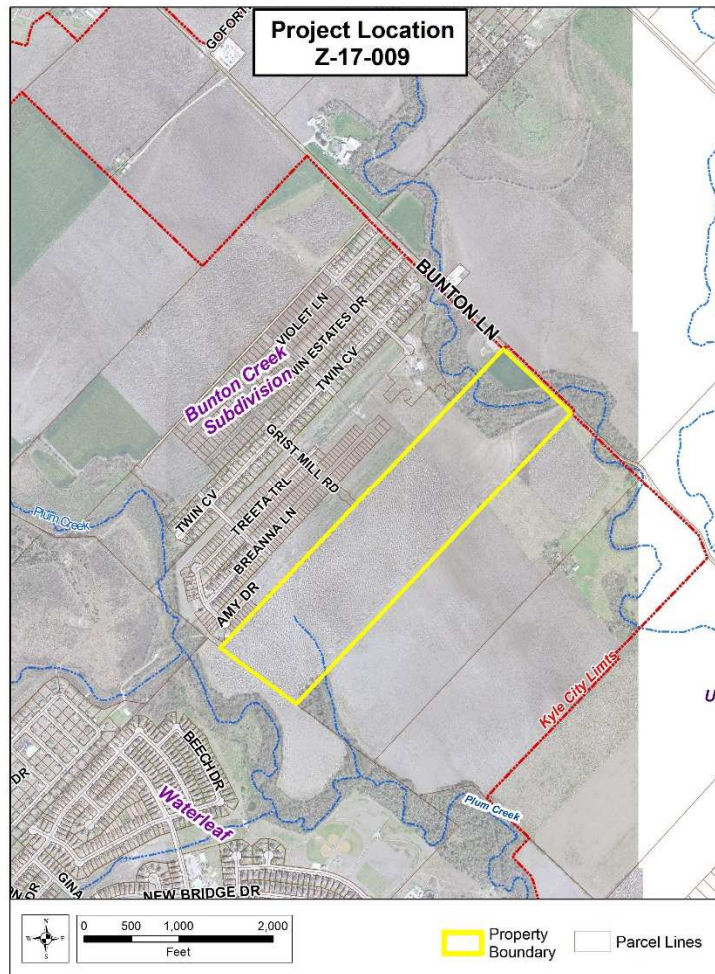 Project Location
Z-17-009
GOFORT
BUNTON LN
VIOLET LN
VIN ESTATES DR
TWIN CV
Bunton Creek
Subdivision
GRIST MILL RD
TWIN CV
TREETA TRL
BREANNA LN
AMY DR
Plum Creek
Kyle City Limts
U
BEECH DR
DR
Waterleaf
Plum Creek
GINA
ON DR
NEW BRIDGE DR
N
W
E
S
0 500 1,000 2,000
Feet
Property
Boundary
Parcel Lines